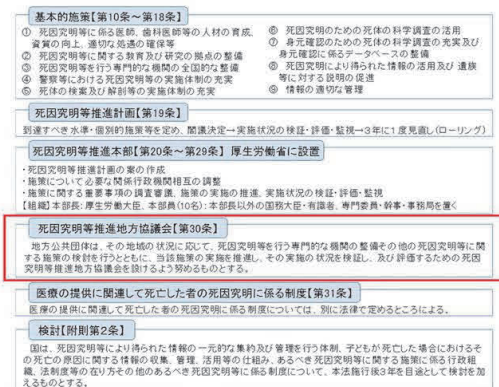 基本的施策【第10条～第18条】
① 死因究明等に係る医師、歯科医師等の人材の育成、
資質の向上、適切な処遇の確保等
② 死因究明等に関する教育及び研究の拠点の整備
③ 死因究明等を行う専門的な機関の全国的な整備
④ 警察等における死因究明等の実施体制の充実
⑤ 死体の検案及び解剖等の実施体制の充実
⑥ 死因究明のための死体の科学調査の活用
⑦ 身元確認のための死体の科学調査の充実及び
身元確認に係るデータベースの整備
⑧ 死因究明により得られた情報の活用及び遺族
等に対する説明の促進
⑨ 情報の適切な管理
死因究明等推進計画【第19条】
到達すべき水準・個別的施策等を定め、閣議決定→実施状況の検証・評価・監視→3年に1度見直し(ローリング)
死因究明等推進本部【第20条～第29条】 厚生労働省に設置
・死因究明等推進計画の案の作成
・施策について必要な関係行政機関相互の調整
・施策に関する重要事項の調査審議、施策の実施の推進、実施状況の検証・評価・監視
【組織】本部長:厚生労働大臣、本部員(10名):本部長以外の国務大臣・有識者、専門委員・幹事・事務局を置く
死因究明等推進地方協議会【第30条】
地方公共団体は、その地域の状況に応じて、死因究明等を行う専門的な機関の整備その他の死因究明等に関
する施策の検討を行うとともに、当該施策の実施を推進し、その実施の状況を検証し、及び評価するための死因
究明等推進地方協議会を設けるよう努めるものとする。
医療の提供に関連して死亡した者の死因究明に係る制度【第31条】
医療の提供に関連して死亡した者の死因究明に係る制度については、別に法律で定めるところによる。
検討【附則第2条】
国は、死因究明等により得られた情報の一元的な集約及び管理を行う体制、子どもが死亡した場合におけるそ
の死亡の原因に関する情報の収集、管理、活用等の仕組み、あるべき死因究明等に関する施策に係る行政組
織、法制度等の在り方その他のあるべき死因究明等に係る制度について、本法施行後3年を目途として検討を加
えるものとする。